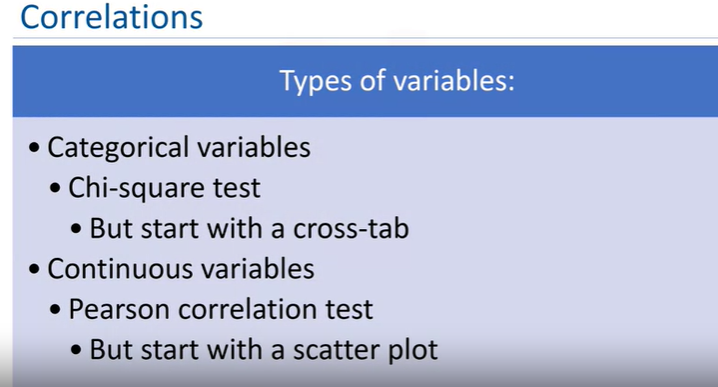 Correlations
Types of variables:
• Categorical variables
• Chi-square test
• But start with a cross-tab
• Continuous variables
• Pearson correlation test
• But start with a scatter plot